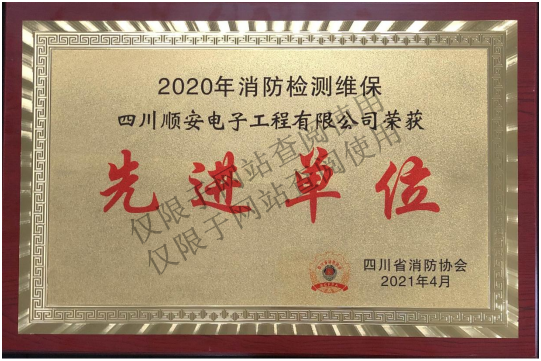 2020年消防检测维保
四川顺安电子工程有限公司荣获
先进单位
仅限于网站查阅使用
仅限于网站查阅使用
四川省消防协会
2021年4月